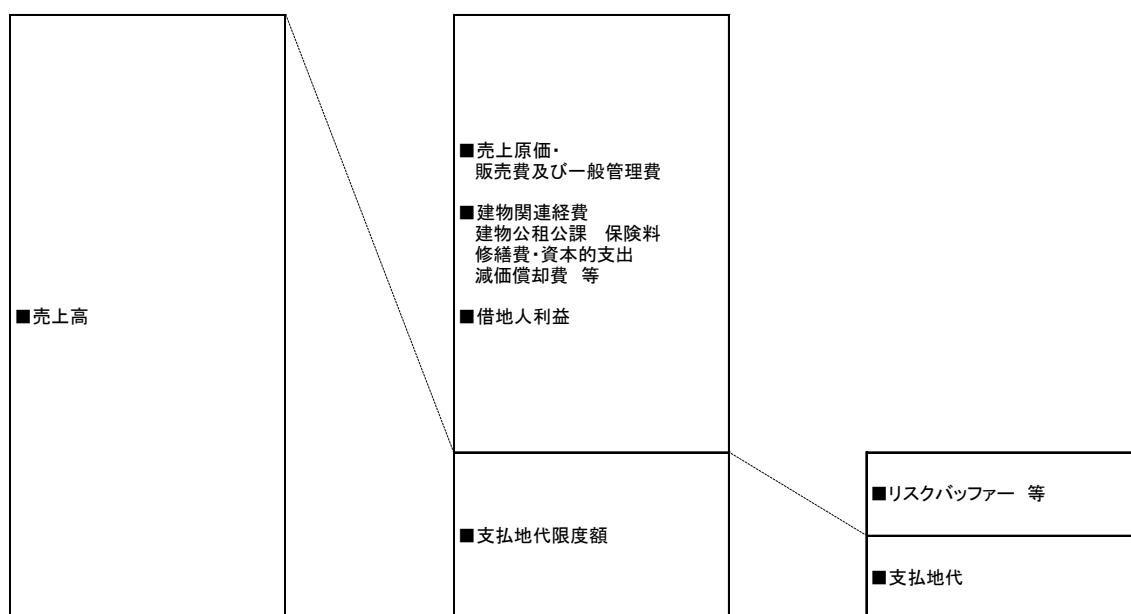 ■売上高
■売上原価・
販売費及び一般管理費
■建物関連経費
建物公租公課 保険料
修繕費・資本的支出
減価償却費 等
■借地人利益
■支払地代限度額
■リスクバッファー 等
■支払地代